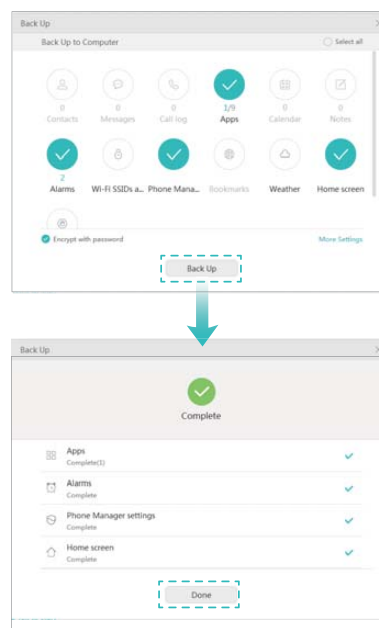 Back Up
Back Up to Computer
Select all
0 0 0 1/9 0 0
Contacts Messages Call log Apps Calendar Notes
2
Alarms Wi-Fi SSIDs a... Phone Mana... Bookmarks Weather Home screen
Encrypt with password
More Settings
Back Up
Back Up
Complete
Apps
Complete(1)
Alarms
Complete
Phone Manager settings
Complete
Home screen
Complete
Done